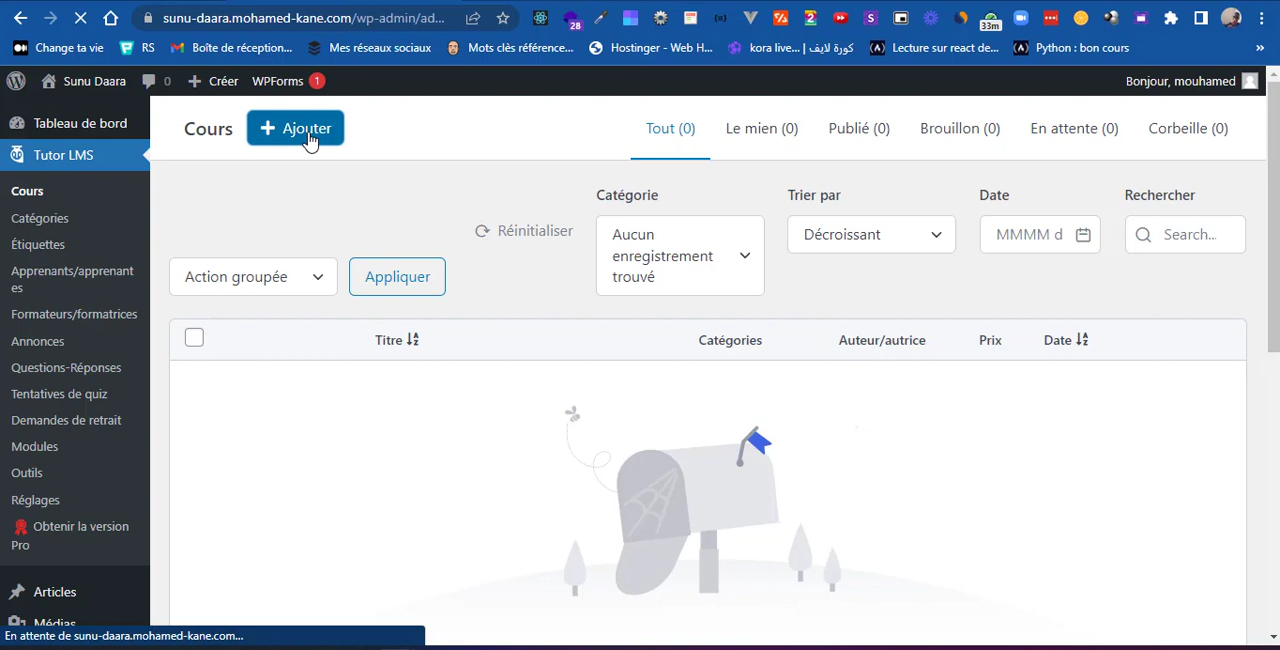 sunu-daara.mohamed-kane.com/wp-admin/ad...
28
33m
Change ta vie
RS
Boîte de réception...
Mes réseaux sociaux
Mots clés référence...
Hostinger - Web H...
kora live... | كورة لايف
Lecture sur react de...
Python : bon cours
»
Sunu Daara
0
Créer
WPForms 1
Bonjour, mouhamed
Tableau de bord
Tutor LMS
Cours
Catégories
Étiquettes
Apprenants/apprenant
es
Formateurs/formatrices
Annonces
Questions-Réponses
Tentatives de quiz
Demandes de retrait
Modules
Outils
Réglages
Obtenir la version
Pro
Articles
Médias
Cours
+ Ajouter
Tout (0)
Le mien (0)
Publié (0)
Brouillon (0)
En attente (0)
Corbeille (0)
Réinitialiser
Catégorie
Aucun
enregistrement
trouvé
Trier par
Décroissant
Date
MMMM d
Rechercher
Search...
Action groupée
Appliquer
Titre
Catégories
Auteur/autrice
Prix
Date
En attente de sunu-daara.mohamed-kane.com...